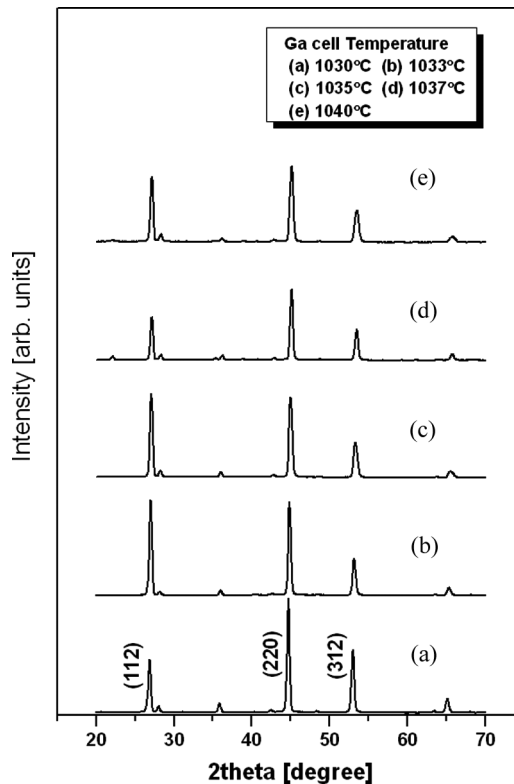 Ga cell Temperature
(a) 1030°C (b) 1033°C
(c) 1035°C (d) 1037°C
(e) 1040°C
(e)
(d)
(c)
(b)
(a)
(112)
(220)
(312)
Intensity [arb. units]
20 30 40 50 60 70
2theta [degree]